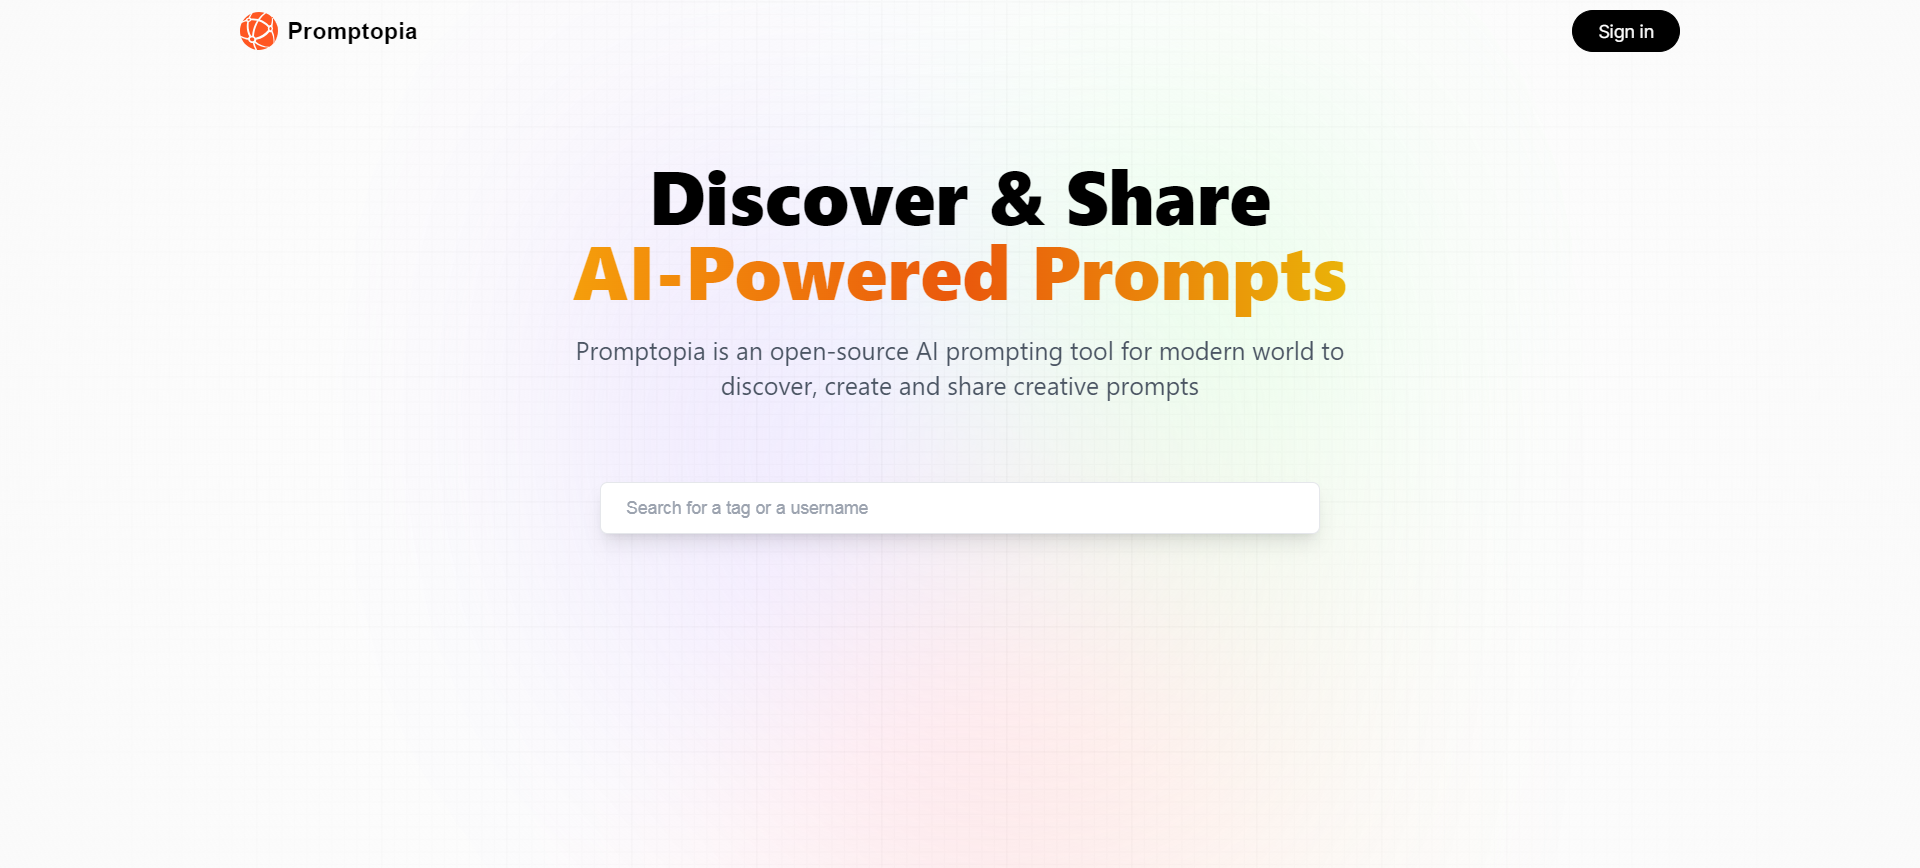 Promptopia
Sign in
Discover & Share
AI-Powered Prompts
Promptopia is an open-source AI prompting tool for modern world to
discover, create and share creative prompts
Search for a tag or a username